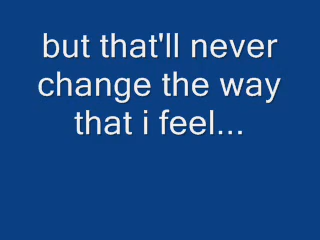 but that'll never
change the way
that i feel...